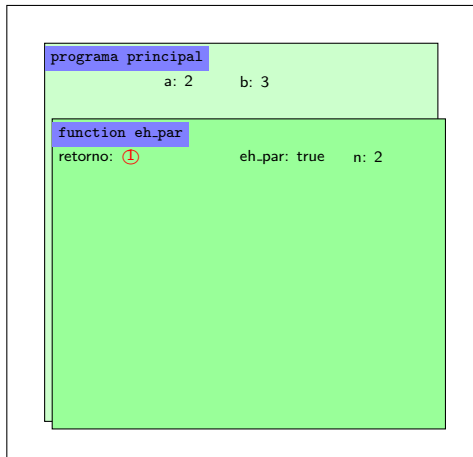 programa principal
a: 2 b: 3
function eh_par
retorno: 1 eh_par: true n: 2